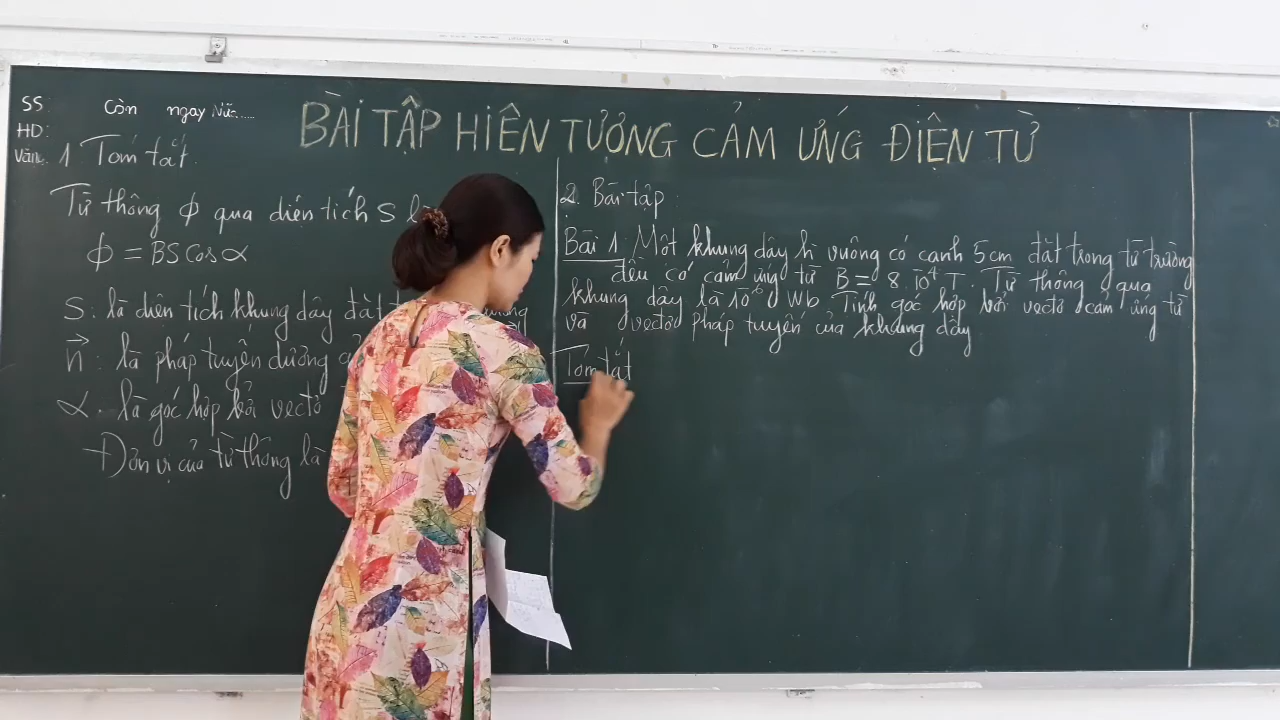 SS:
Còn ngay Nữa.....
HD:
Vắng:
BÀI TẬP HIỆN TƯỢNG CẢM ỨNG ĐIỆN TỪ
1 Tóm tắt.
Từ thông ϕ qua diện tích S
ϕ = BS Cos α
S: là diện tích khung dây đặt
n⃗: là pháp tuyến dương
α. là góc hợp bởi vectơ
Đơn vị của từ thông là
2. Bài tập
Bài 1: Một khung dây h vuông có cạnh 5cm đặt trong từ trường
đều có cảm ứng từ B = 8.10⁻⁴ T. Từ thông qua
khung dây là 10⁻⁶ Wb. Tính góc hợp bởi vectơ cảm ứng từ
và vectơ pháp tuyến của khung dây
Tóm tắt